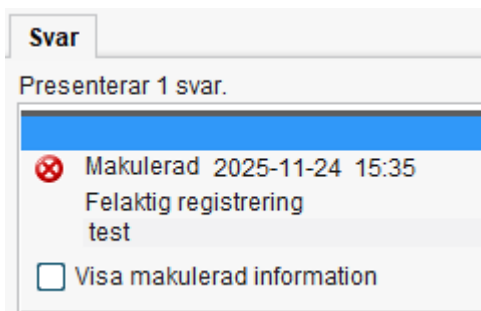 Svar
Presenterar 1 svar.
Makulerad 2025-11-24 15:35
Felaktig registrering
test
Visa makulerad information